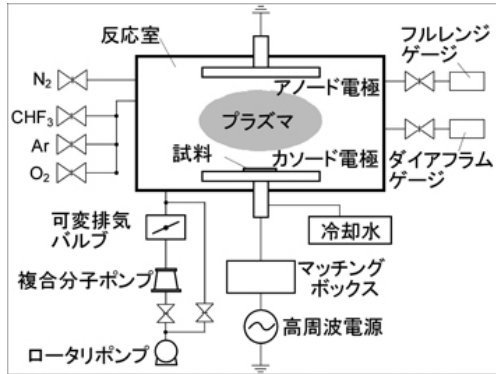 反応室
フルレンジ
ゲージ
N₂
アノード電極
CHF₃
プラズマ
Ar
試料
カソード電極
O₂
ダイアフラム
ゲージ
可変排気
バルブ
冷却水
複合分子ポンプ
マッチング
ボックス
高周波電源
ロータリポンプ